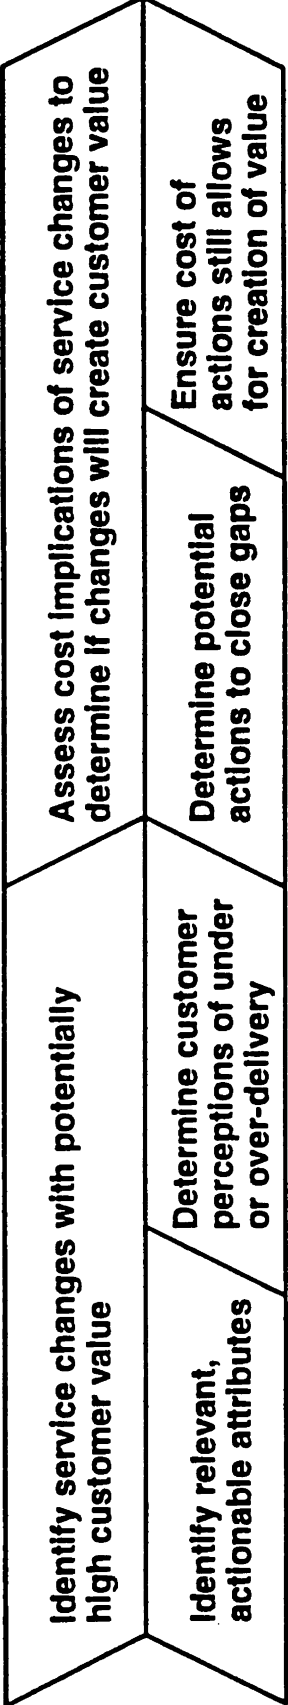 Identify service changes with potentially
high customer value
Assess cost implications of service changes to
determine if changes will create customer value
Identify relevant,
actionable attributes
Determine customer
perceptions of under
or over-delivery
Determine potential
actions to close gaps
Ensure cost of
actions still allows
for creation of value